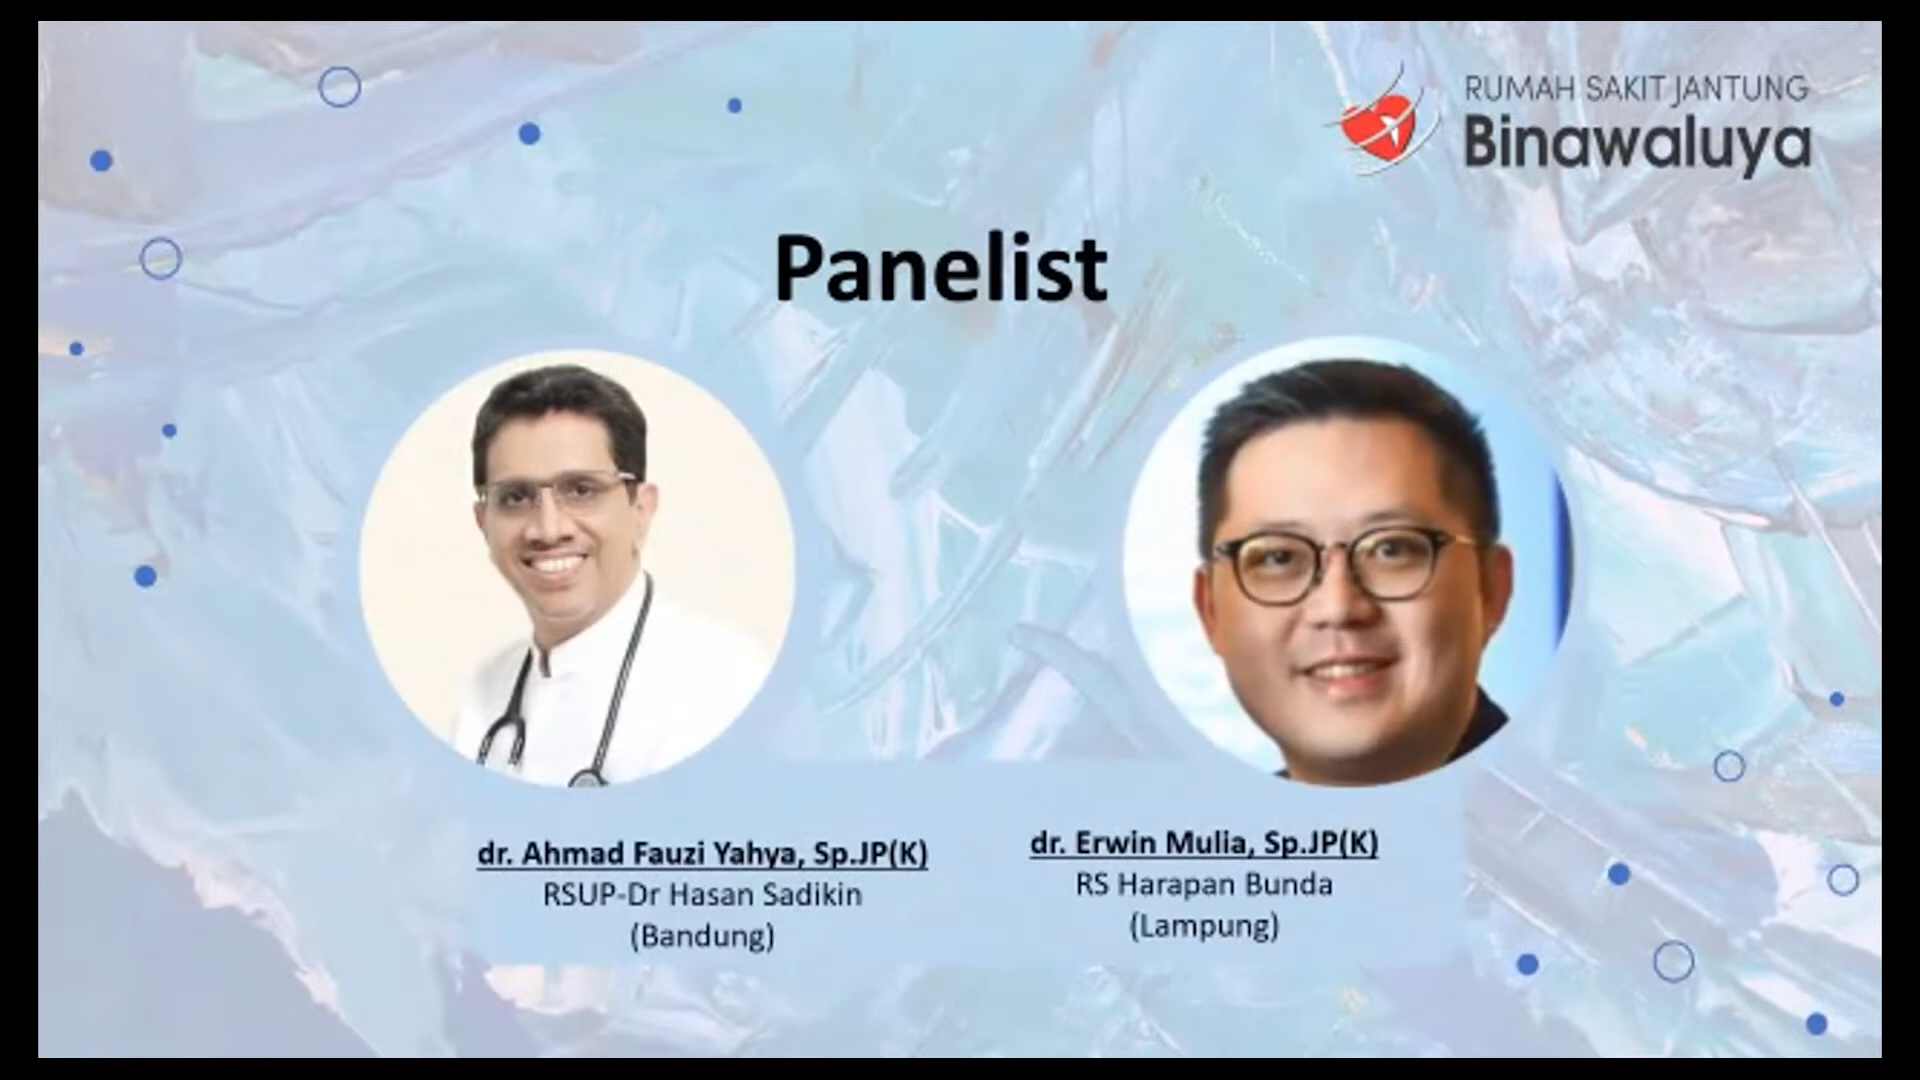 RUMAH SAKIT JANTUNG
Binawaluya
Panelist
dr. Ahmad Fauzi Yahya, Sp.JP(K)
RSUP-Dr Hasan Sadikin
(Bandung)
dr. Erwin Mulia, Sp.JP(K)
RS Harapan Bunda
(Lampung)